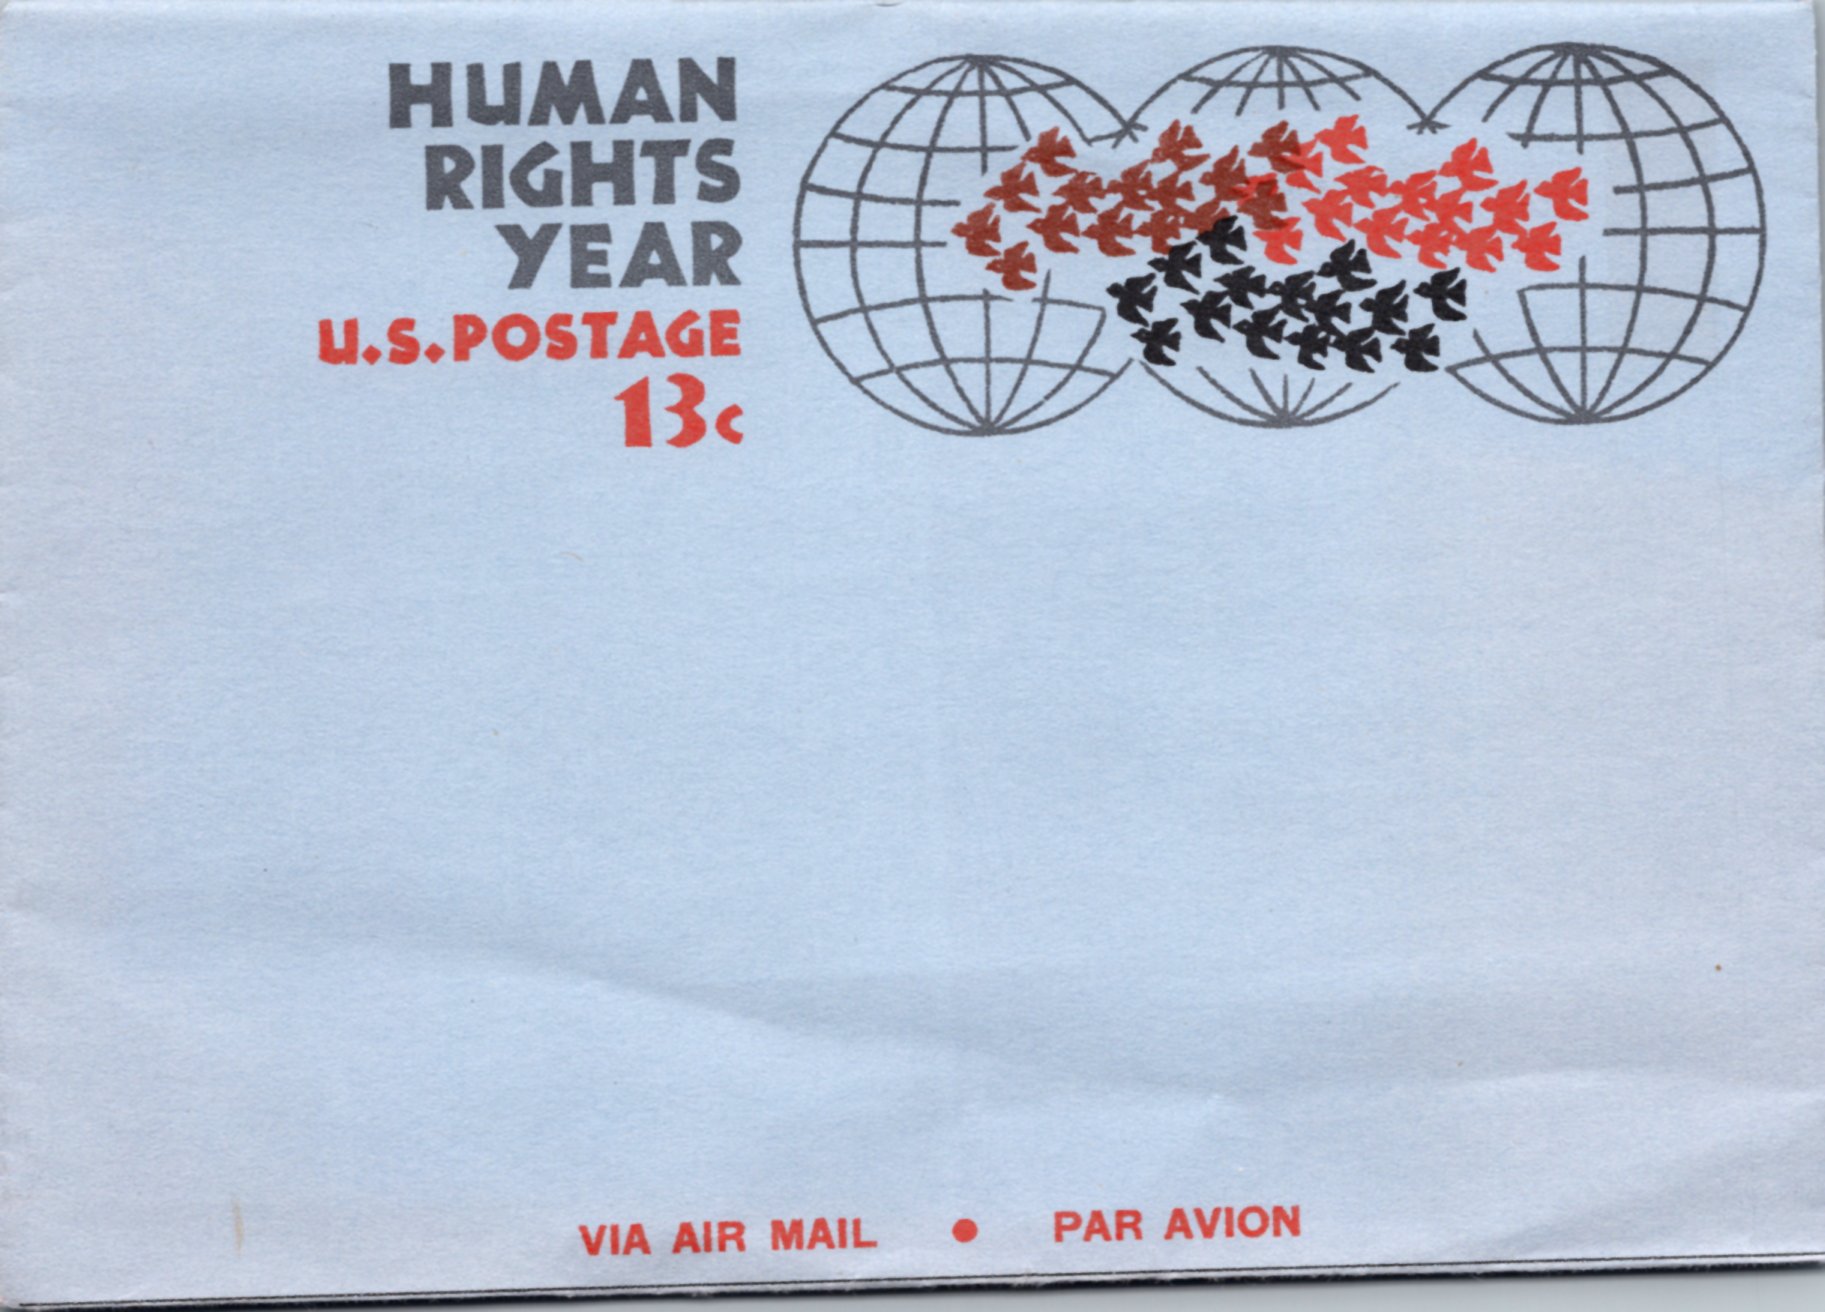 HUMAN
RIGHTS
YEAR
U.S.POSTAGE
13c
VIA AIR MAIL • PAR AVION